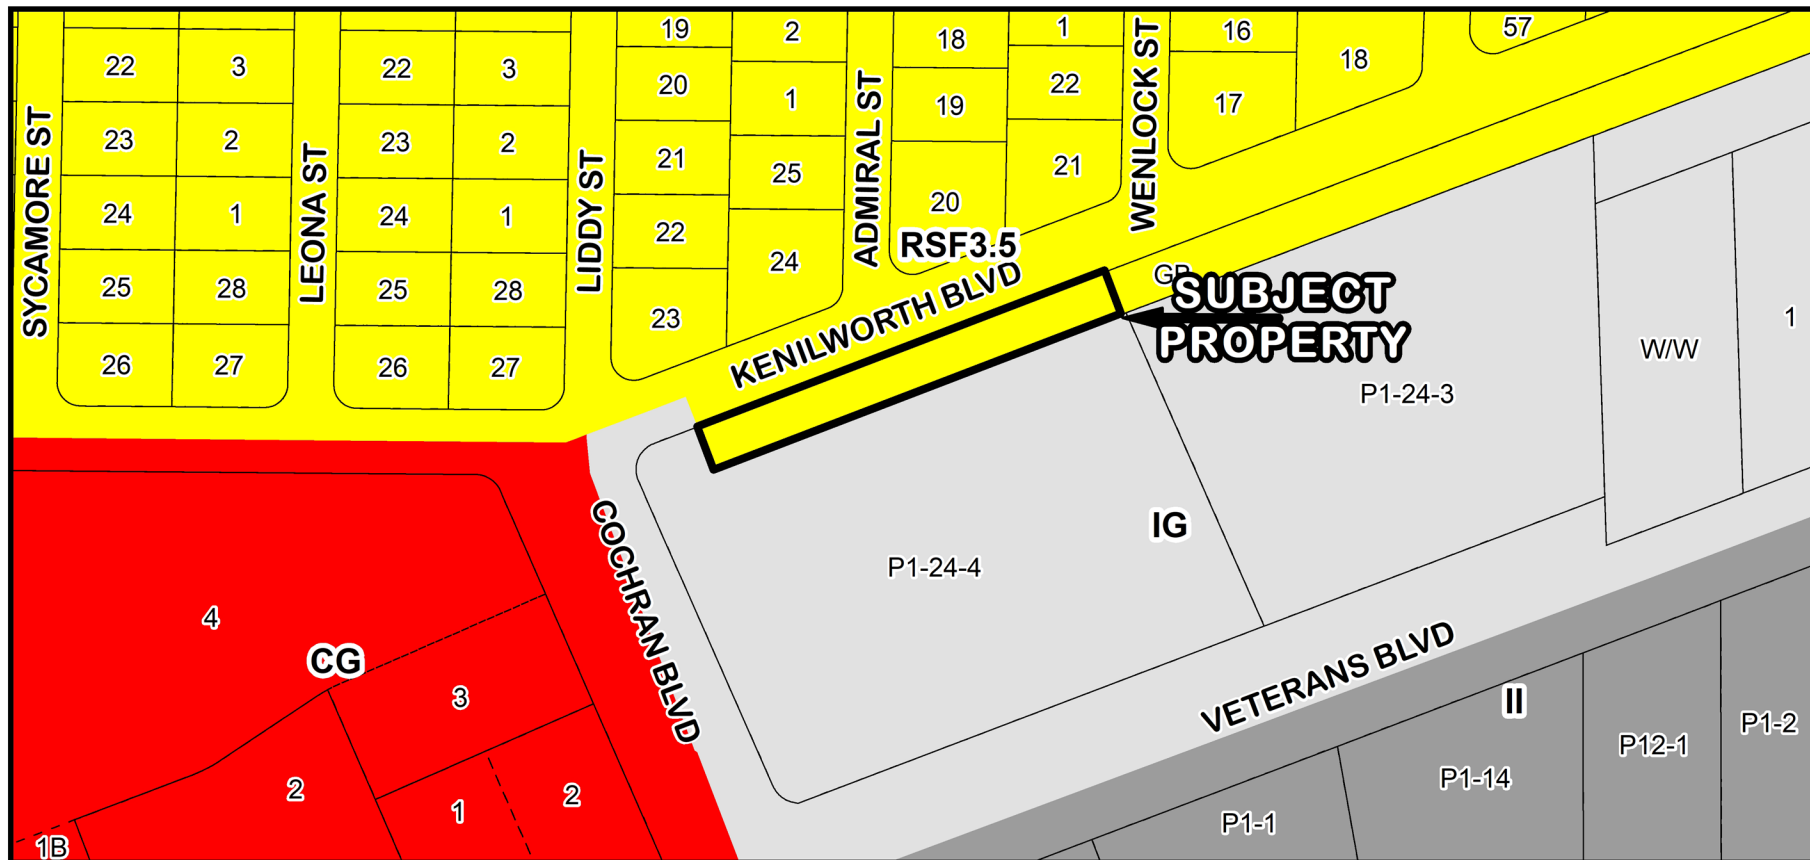 19
2
18
1
16
57
22
3
22
3
20
1
19
22
17
18
23
2
23
2
21
25
20
21
24
1
24
1
22
24
25
28
25
28
23
26
27
26
27
SYCAMORE ST
LEONA ST
LIDDY ST
ADMIRAL ST
WENLOCK ST
RSF3.5
KENILWORTH BLVD
SUBJECT
PROPERTY
P1-24-3
W/W
1
COCHRAN BLVD
P1-24-4
IG
VETERANS BLVD
4
CG
3
2
1
2
1B
II
P1-1
P1-14
P12-1
P1-2